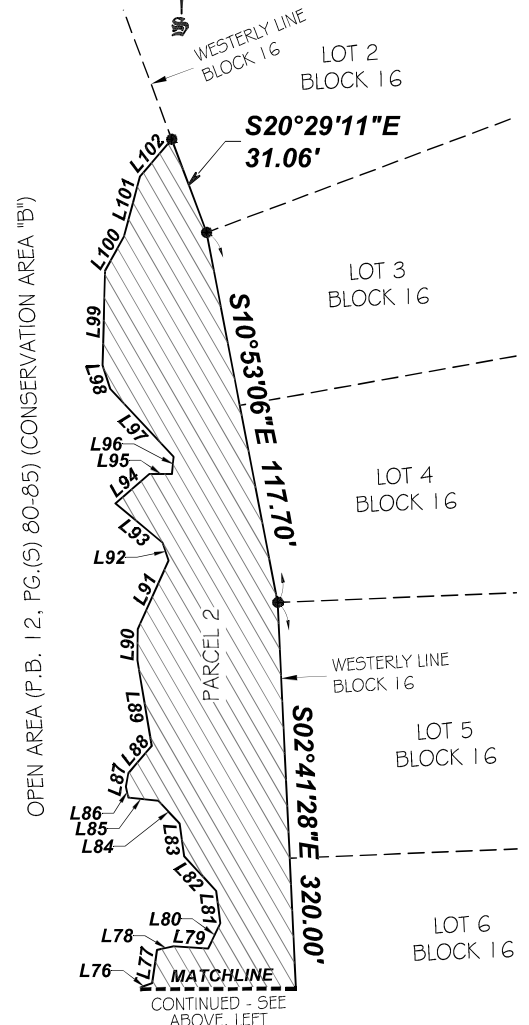 S
WESTERLY LINE
BLOCK 16
LOT 2
BLOCK 16
S20°29'11"E
31.06'
L102
L101
L100
L99
L98
L97
L96
L95
L94
L93
L92
L91
L90
L89
L88
L87
L86
L85
L84
L83
L82
L81
L80
L79
L78
L77
L76
OPEN AREA (P.B. 12, PG.(S) 80-85) (CONSERVATION AREA "B")
LOT 3
BLOCK 16
S10°53'06"E 117.70'
LOT 4
BLOCK 16
PARCEL 2
WESTERLY LINE
BLOCK 16
S02°41'28"E 320.00'
LOT 5
BLOCK 16
LOT 6
BLOCK 16
MATCHLINE
CONTINUED - SEE
ABOVE, LEFT